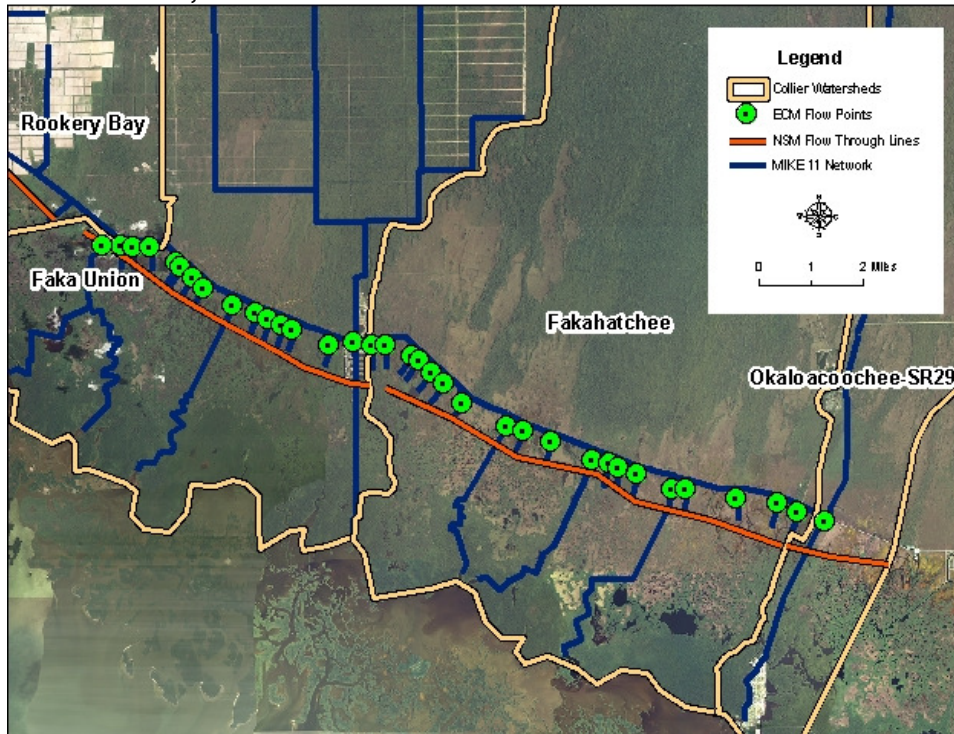 Legend
Collier Watersheds
ECM Flow Points
NSM Flow Through Lines
MIKE 11 Network
0 1 2 Miles
Rookery Bay
Faka Union
Fakahatchee
Okaloacoochee-SR29